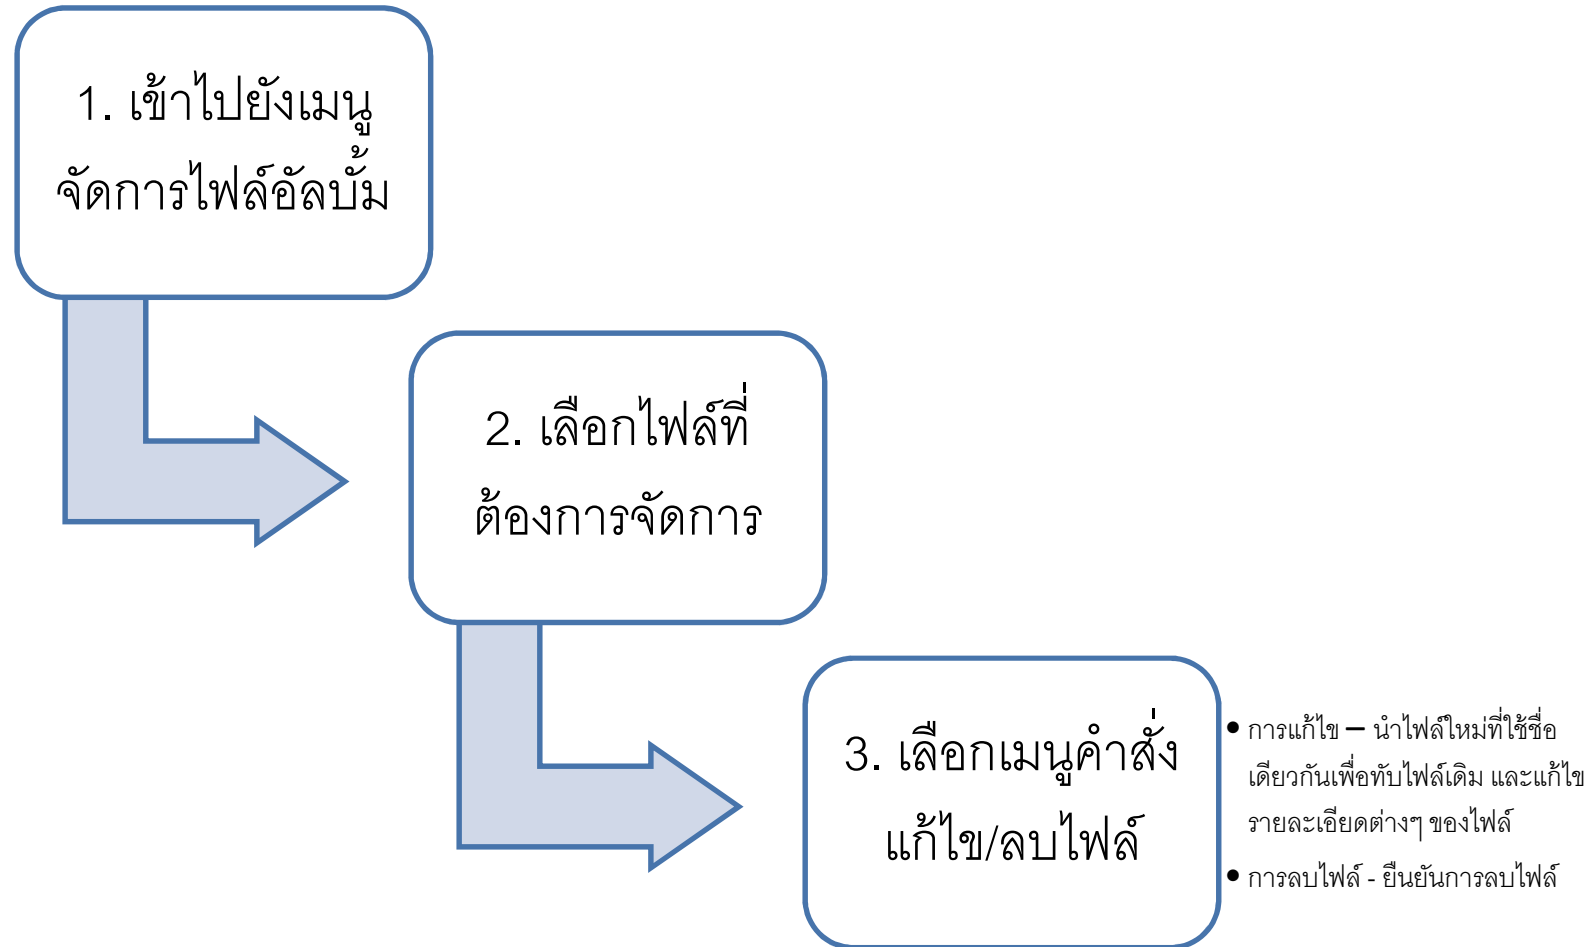 1. เข้าไปยังเมนู
จัดการไฟล์อัลบั้ม
2. เลือกไฟล์ที่
ต้องการจัดการ
3. เลือกเมนูคำสั่ง
แก้ไข/ลบไฟล์
• การแก้ไข – นำไฟล์ใหม่ที่ใช้ชื่อ
เดียวกันเพื่อทับไฟล์เดิม และแก้ไข
รายละเอียดต่างๆ ของไฟล์
• การลบไฟล์ - ยืนยันการลบไฟล์